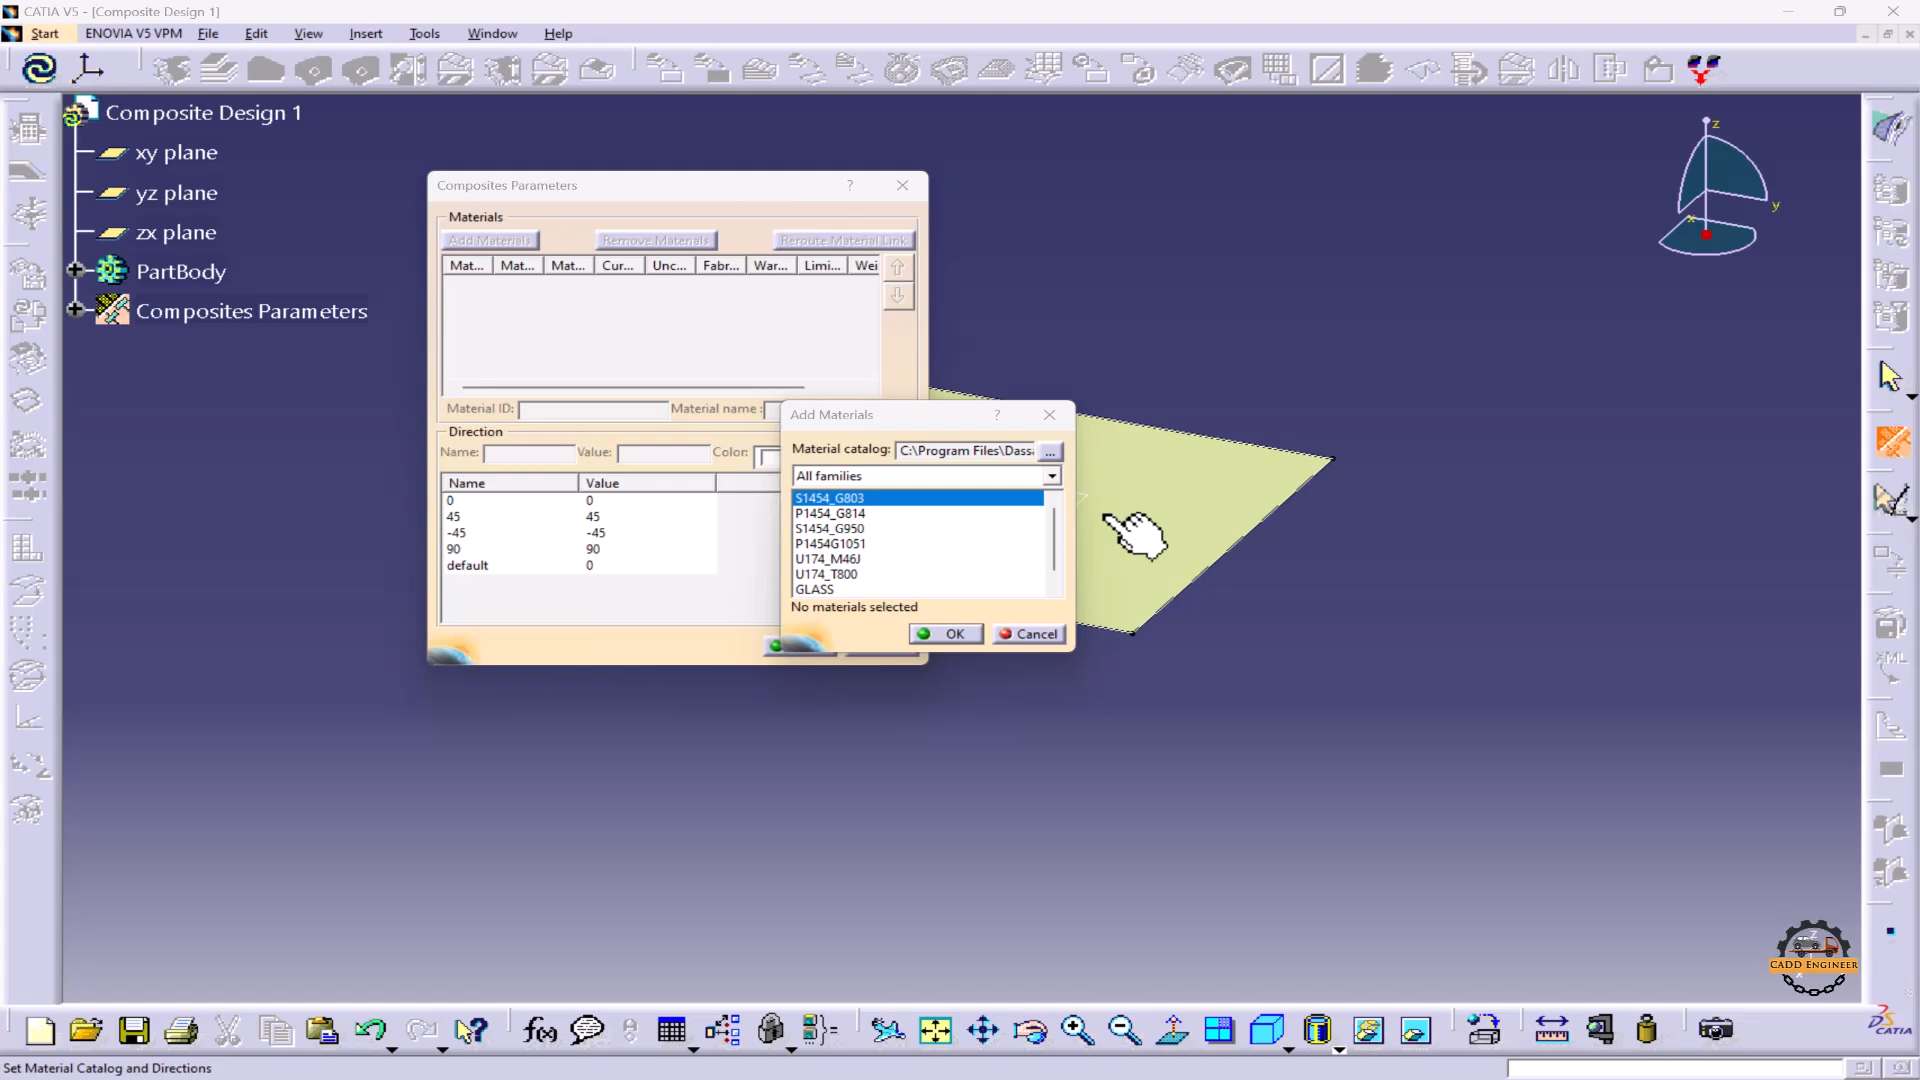 CATIA V5 - [Composite Design 1]
Start ENOVIA V5 VPM File Edit View Insert Tools Window Help
Composite Design 1
xy plane
yz plane
zx plane
PartBody
Composites Parameters
Composites Parameters ?
Materials
Add Materials Remove Materials Reroute Material Link
Mat... Mat... Mat... Cur... Unc... Fabr... War... Limi... Wei
Material ID: Material name :
Direction
Name: Value: Color:
Name Value
0 0
45 45
-45 -45
90 90
default 0
Add Materials ?
Material catalog: C:\Program Files\Dass ...
All families
S1454_G803
P1454_G814
S1454_G950
P1454G1051
U174_M46J
U174_T800
GLASS
No materials selected
OK Cancel
z
y
x
CADD ENGINEER
CATIA
Set Material Catalog and Directions